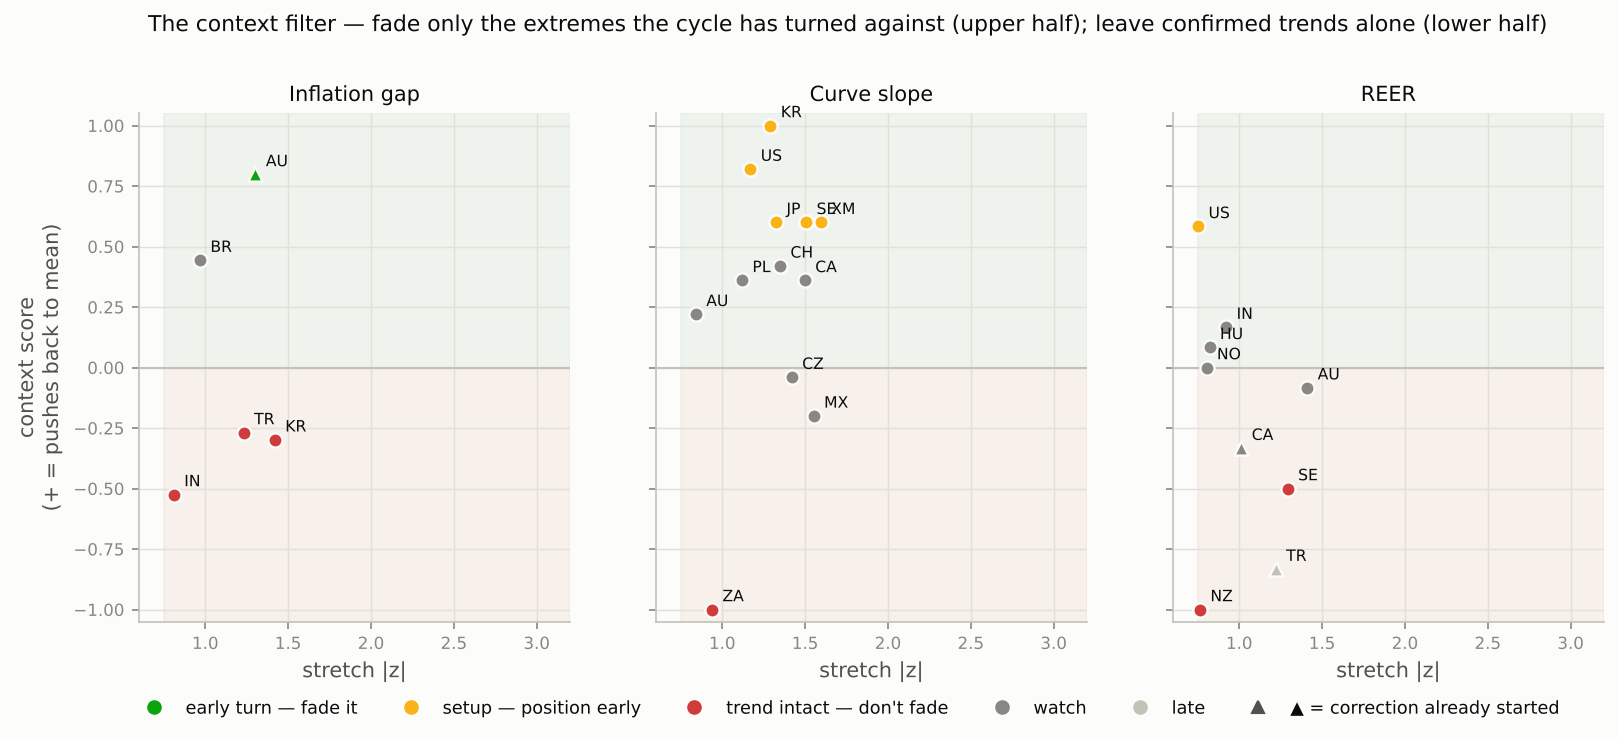 The context filter — fade only the extremes the cycle has turned against (upper half); leave confirmed trends alone (lower half)
Inflation gap
Curve slope
REER
context score
(+ = pushes back to mean)
1.00
0.75
0.50
0.25
0.00
−0.25
−0.50
−0.75
−1.00
AU
BR
TR
KR
IN
1.0 1.5 2.0 2.5 3.0
stretch |z|
KR
US
JP
SE
XM
CH
PL
CA
AU
CZ
MX
ZA
1.0 1.5 2.0 2.5 3.0
stretch |z|
US
IN
HU
NO
AU
CA
SE
TR
NZ
1.0 1.5 2.0 2.5 3.0
stretch |z|
early turn — fade it
setup — position early
trend intact — don't fade
watch
late
▲ = correction already started